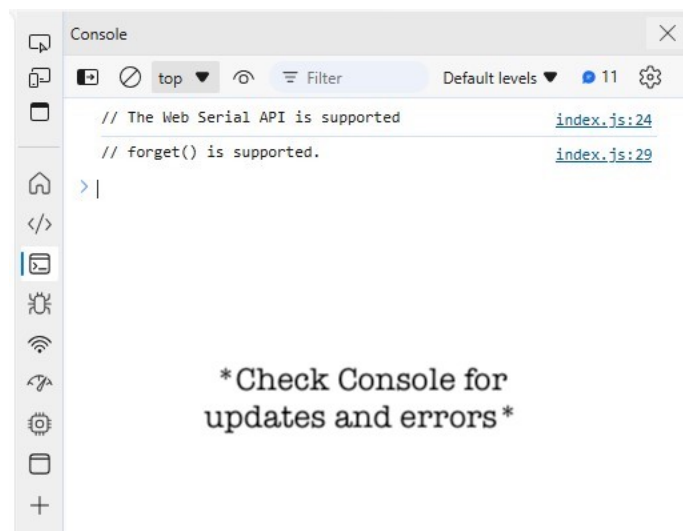 Console
top ▼ Filter Default levels ▼ 11
// The Web Serial API is supported index.js:24
// forget() is supported. index.js:29
>
*Check Console for
updates and errors*